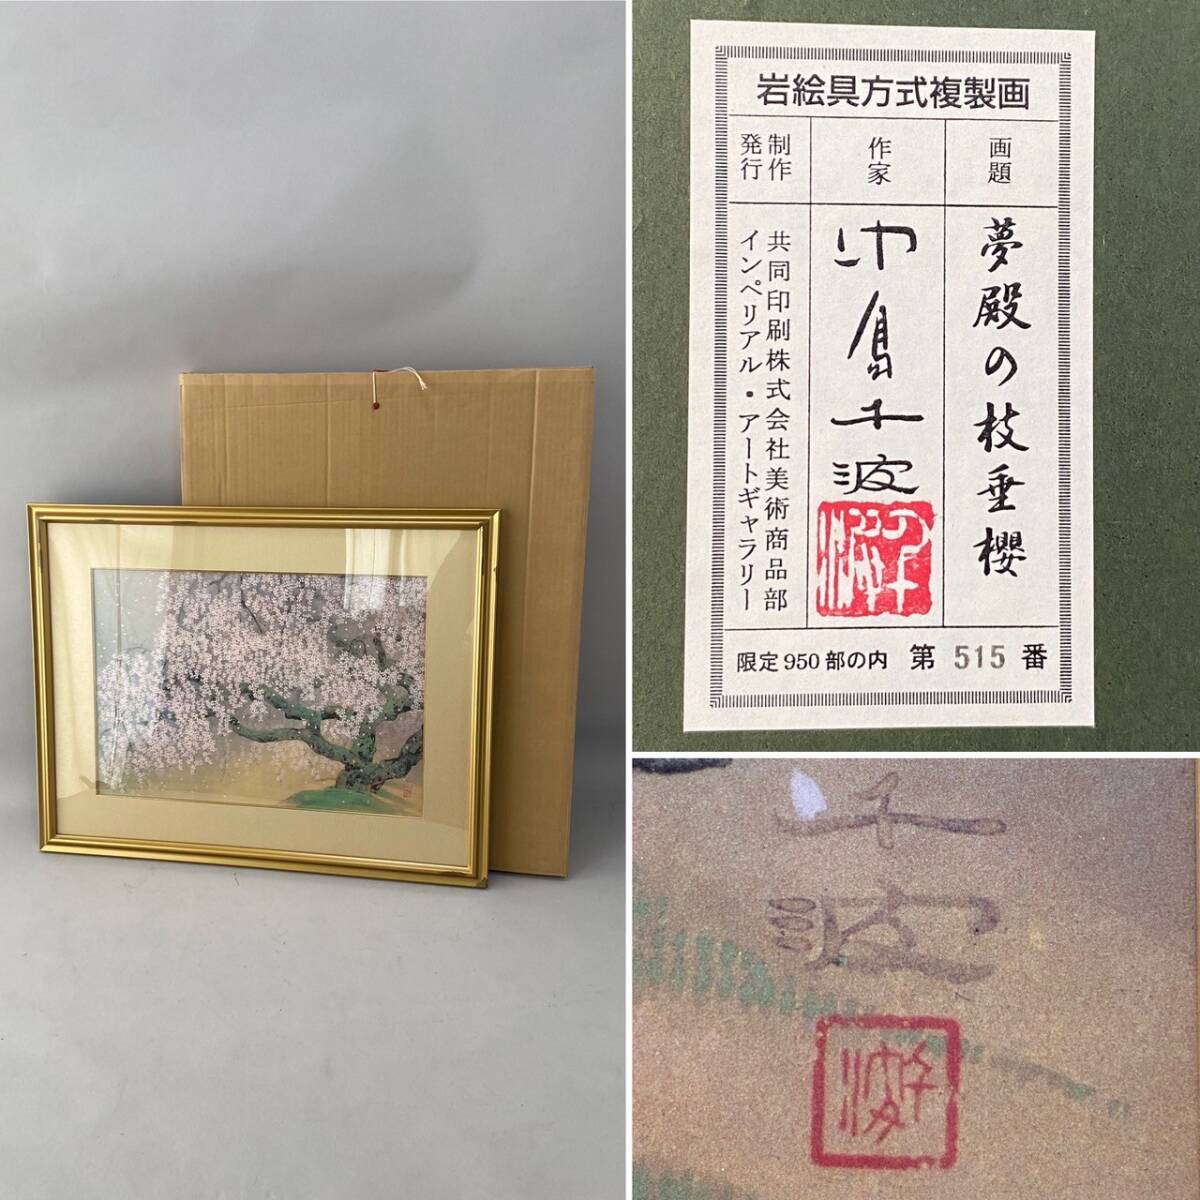 岩絵具方式複製画
画題
夢殿の枝垂櫻
作家
中島千波
制作
発行
共同印刷株式会社美術商品部
インペリアル・アートギャラリー
限定950部の内 第 515 番
千波
千波